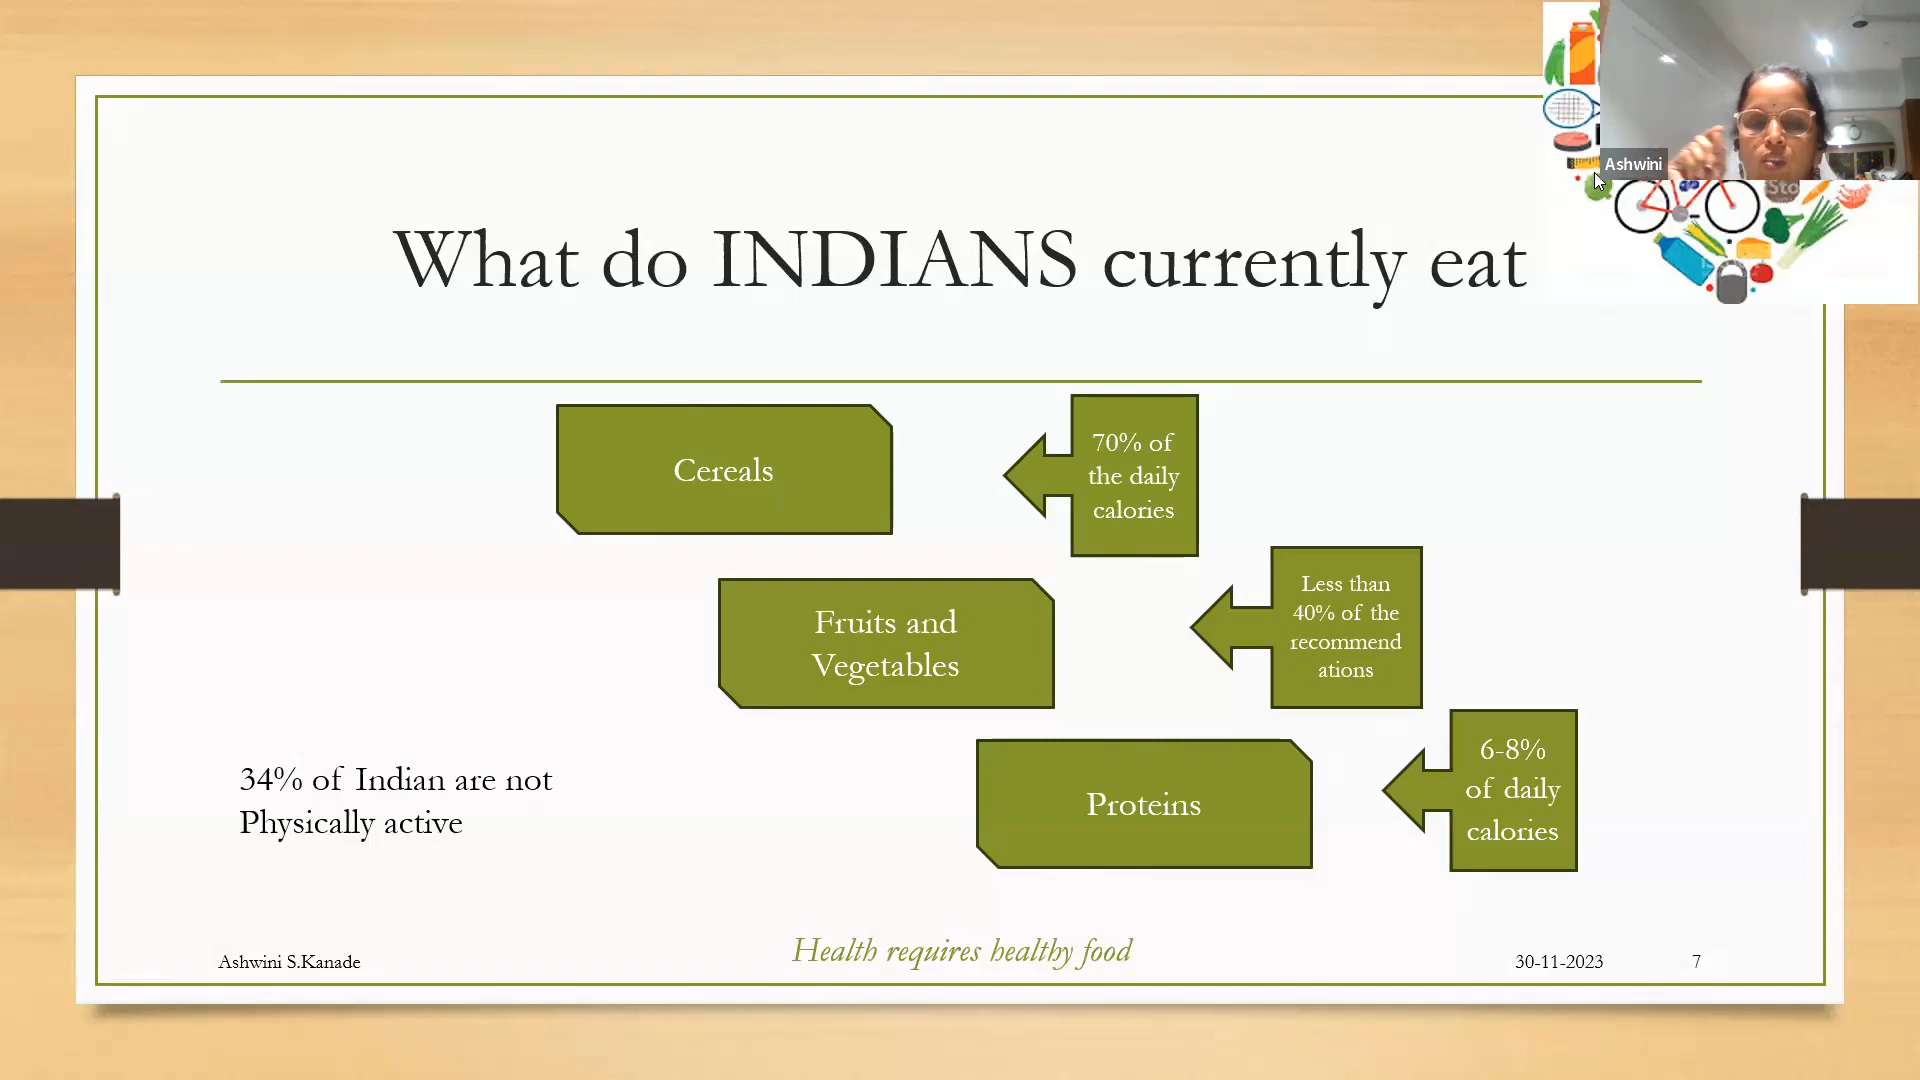 Ashwini
Sto
What do INDIANS currently eat
Cereals
70% of
the daily
calories
Fruits and
Vegetables
Less than
40% of the
recommend
ations
34% of Indian are not
Physically active
Proteins
6-8%
of daily
calories
Ashwini S.Kanade
Health requires healthy food
30-11-2023
7